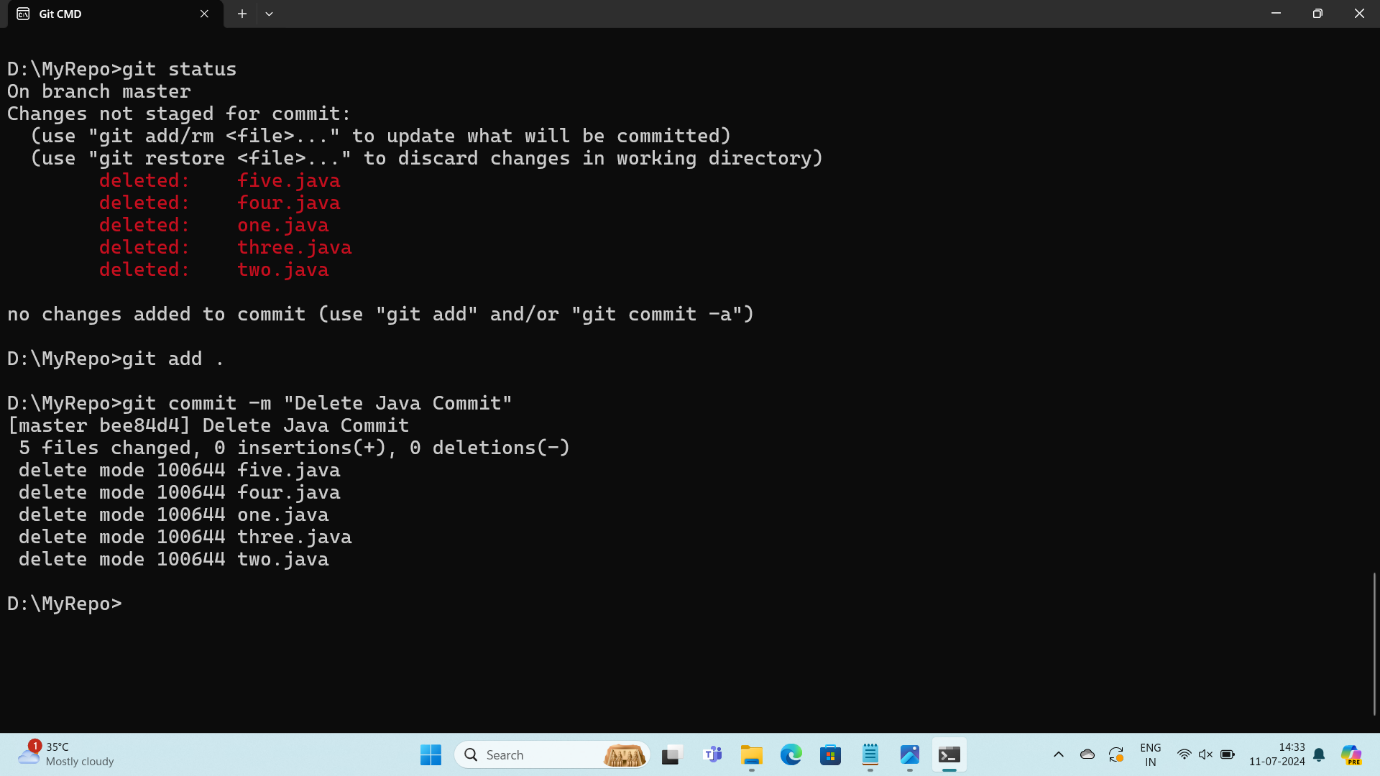 Git CMD
D:\MyRepo>git status
On branch master
Changes not staged for commit:
  (use "git add/rm <file>..." to update what will be committed)
  (use "git restore <file>..." to discard changes in working directory)
        deleted:    five.java
        deleted:    four.java
        deleted:    one.java
        deleted:    three.java
        deleted:    two.java
no changes added to commit (use "git add" and/or "git commit -a")
D:\MyRepo>git add .
D:\MyRepo>git commit -m "Delete Java Commit"
[master bee84d4] Delete Java Commit
 5 files changed, 0 insertions(+), 0 deletions(-)
 delete mode 100644 five.java
 delete mode 100644 four.java
 delete mode 100644 one.java
 delete mode 100644 three.java
 delete mode 100644 two.java
D:\MyRepo>
1
35°C
Mostly cloudy
Search
ENG
IN
14:33
11-07-2024
PRE